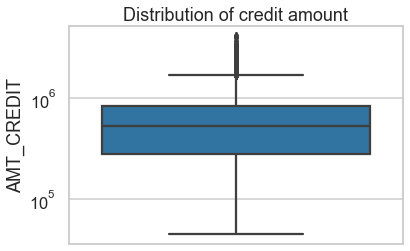 Distribution of credit amount
AMT_CREDIT
10⁶
10⁵